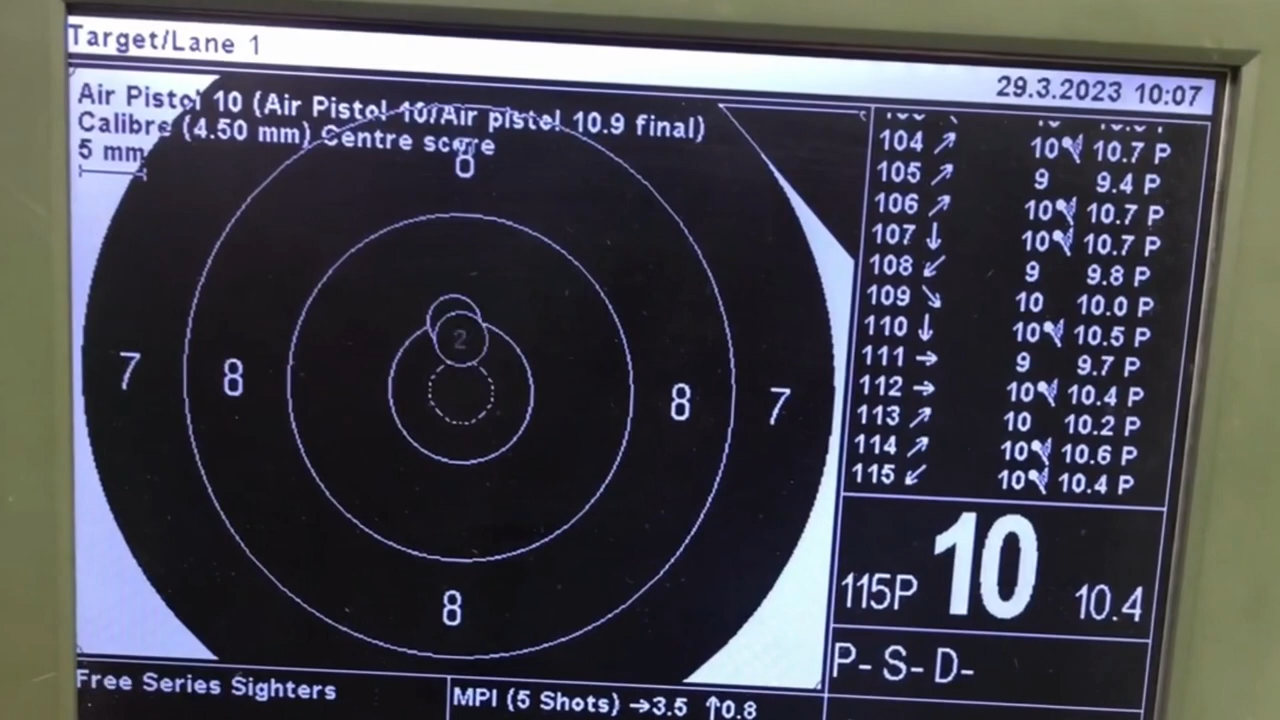 Target/Lane 1
29.3.2023 10:07
Air Pistol 10 (Air Pistol 10/Air pistol 10.9 final)
Calibre (4.50 mm) Centre score
5 mm
8
7 8 8 7
8
2
104 ↗ 10 10.7 P
105 ↗ 9 9.4 P
106 ↗ 10 10.7 P
107 ↓ 10 10.7 P
108 ↙ 9 9.8 P
109 ↘ 10 10.0 P
110 ↓ 10 10.5 P
111 → 9 9.7 P
112 → 10 10.4 P
113 ↗ 10 10.2 P
114 ↗ 10 10.6 P
115 ↙ 10 10.4 P
115P 10 10.4
P- S- D-
Free Series Sighters
MPI (5 Shots) →3.5 ↑0.8